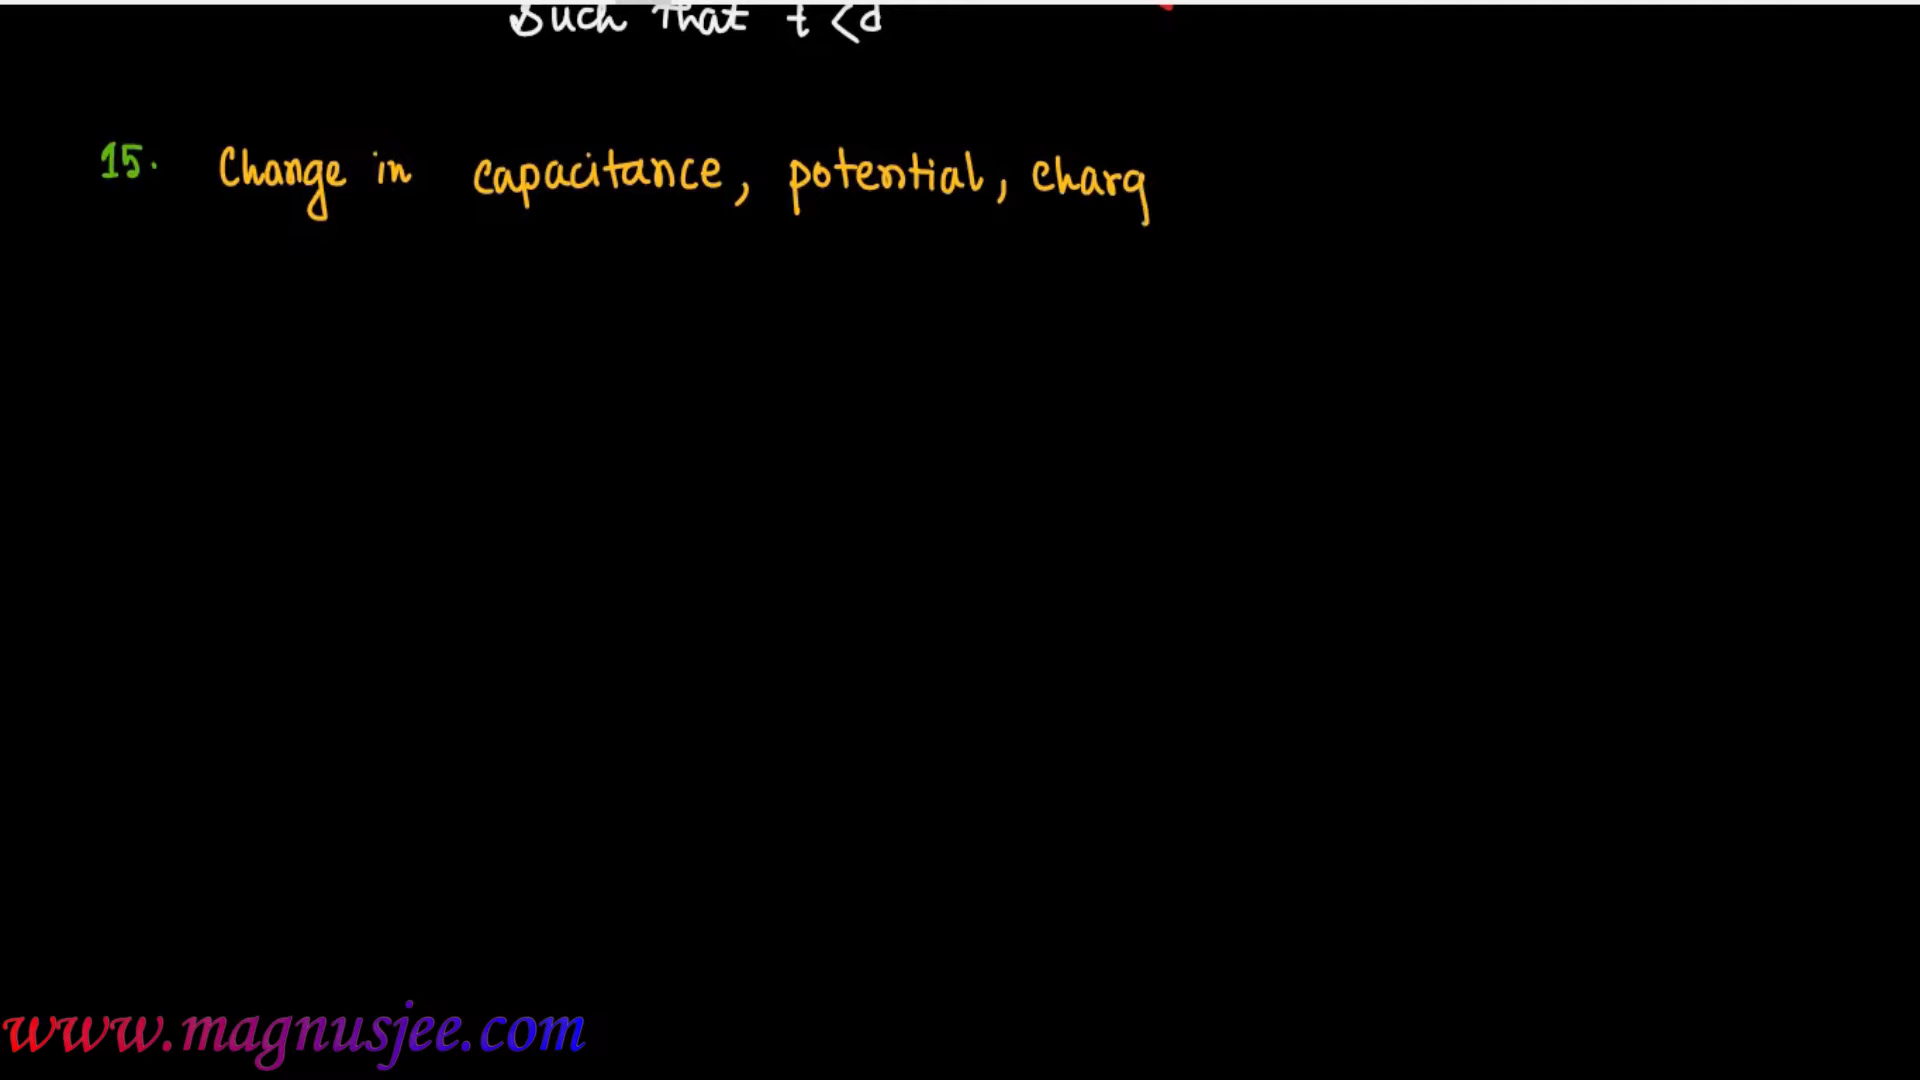 Such that t<d
15. Change in capacitance, potential, charg
www.magnusjee.com